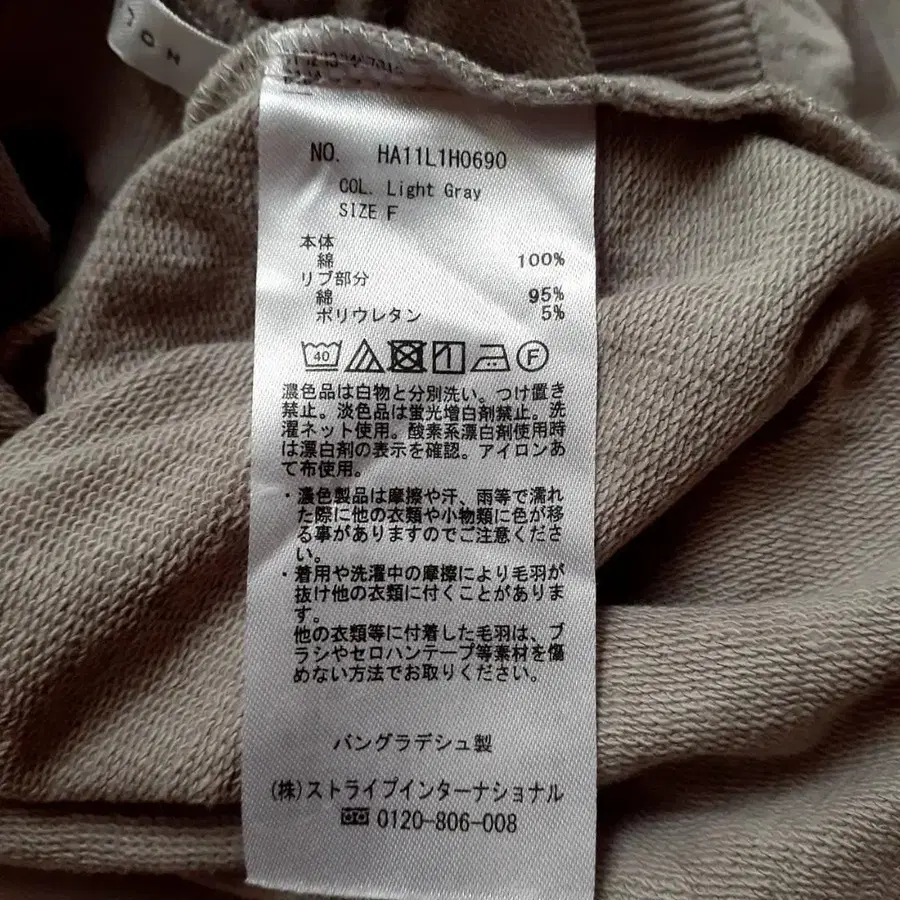 NO. HA11L1H0690
COL. Light Gray
SIZE F
本体
綿 100%
リブ部分
綿 95%
ポリウレタン 5%
40 F
濃色品は白物と分別洗い。つけ置き
禁止。淡色品は蛍光増白剤禁止。洗
濯ネット使用。酸素系漂白剤使用時
は漂白剤の表示を確認。アイロンあ
て布使用。
・濃色製品は摩擦や汗、雨等で濡れ
た際に他の衣類や小物類に色が移
る事がありますのでご注意くださ
い。
・着用や洗濯中の摩擦により毛羽が
抜け他の衣類に付くことがありま
す。
他の衣類等に付着した毛羽は、ブ
ラシやセロハンテープ等素材を傷
めない方法でお取りください。
バングラデシュ製
(株)ストライプインターナショナル
0120-806-008